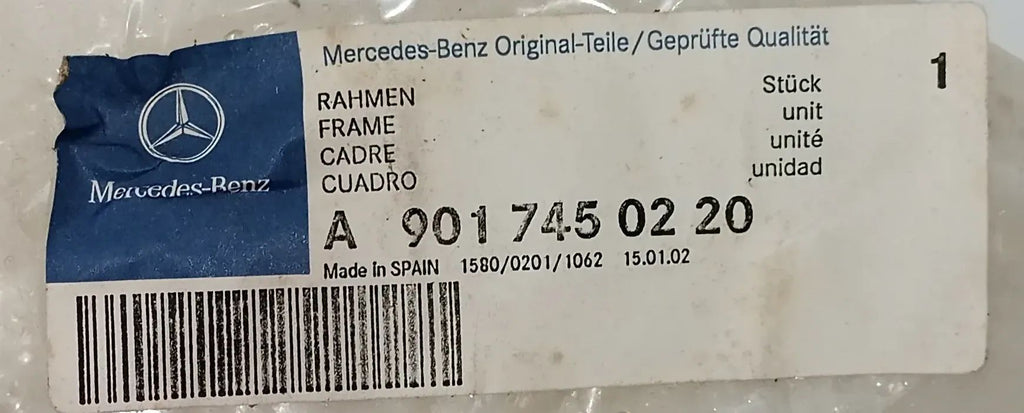 Mercedes-Benz
Mercedes-Benz Original-Teile/Geprüfte Qualität
RAHMEN
FRAME
CADRE
CUADRO
Stück
unit
unité
unidad
1
A 901 745 02 20
Made in SPAIN 1580/0201/1062 15.01.02